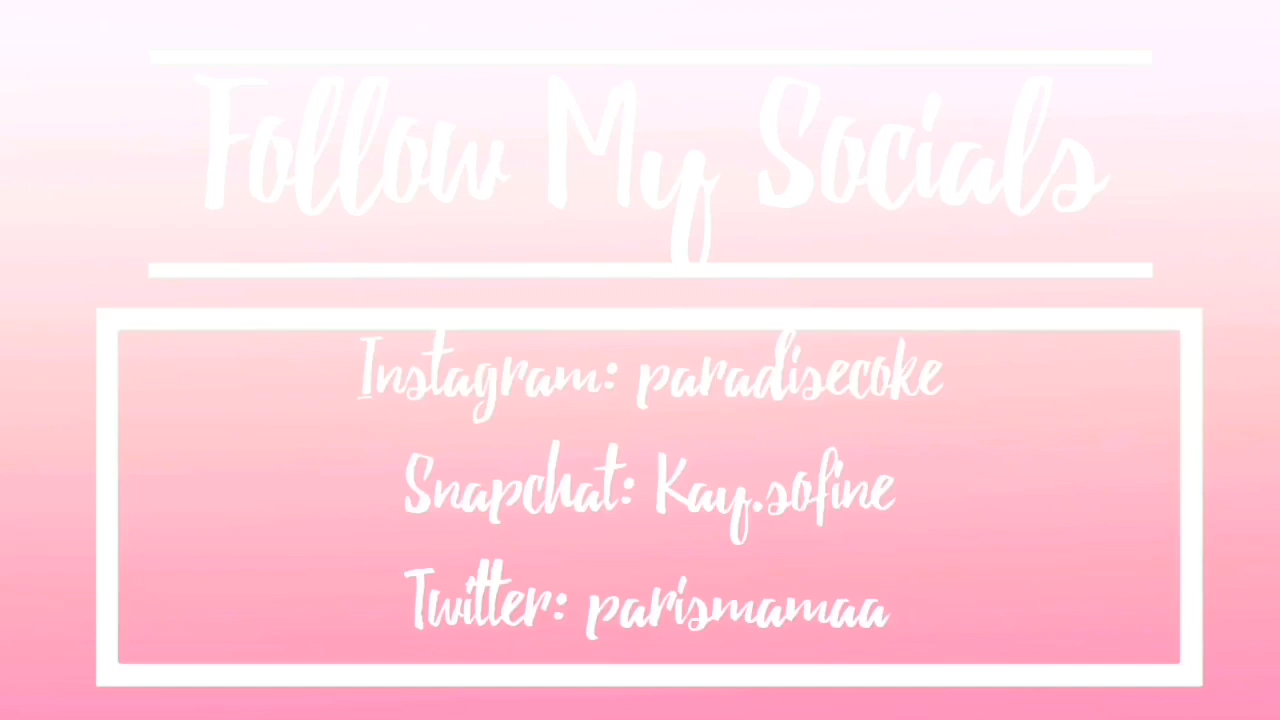 Follow My Socials
Instagram: paradisecoke
Snapchat: Kay.sofine
Twitter: parismamaa